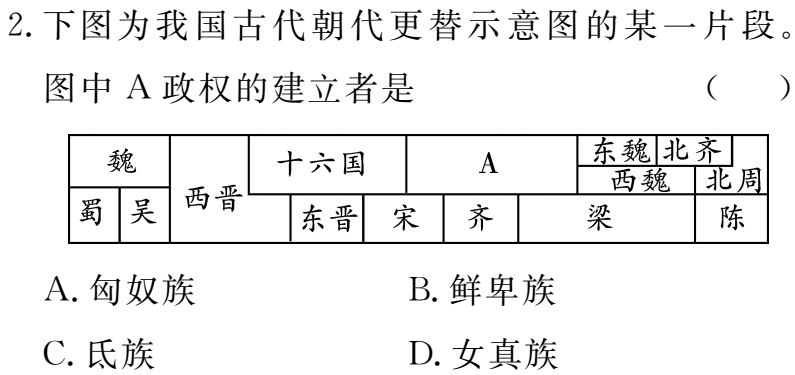 2. 下图为我国古代朝代更替示意图的某一片段。
图中 A 政权的建立者是 （ ）
魏 十六国 A 东魏 北齐
西魏 北周
蜀 吴 西晋 东晋 宋 齐 梁 陈
A. 匈奴族 B. 鲜卑族
C. 氐族 D. 女真族